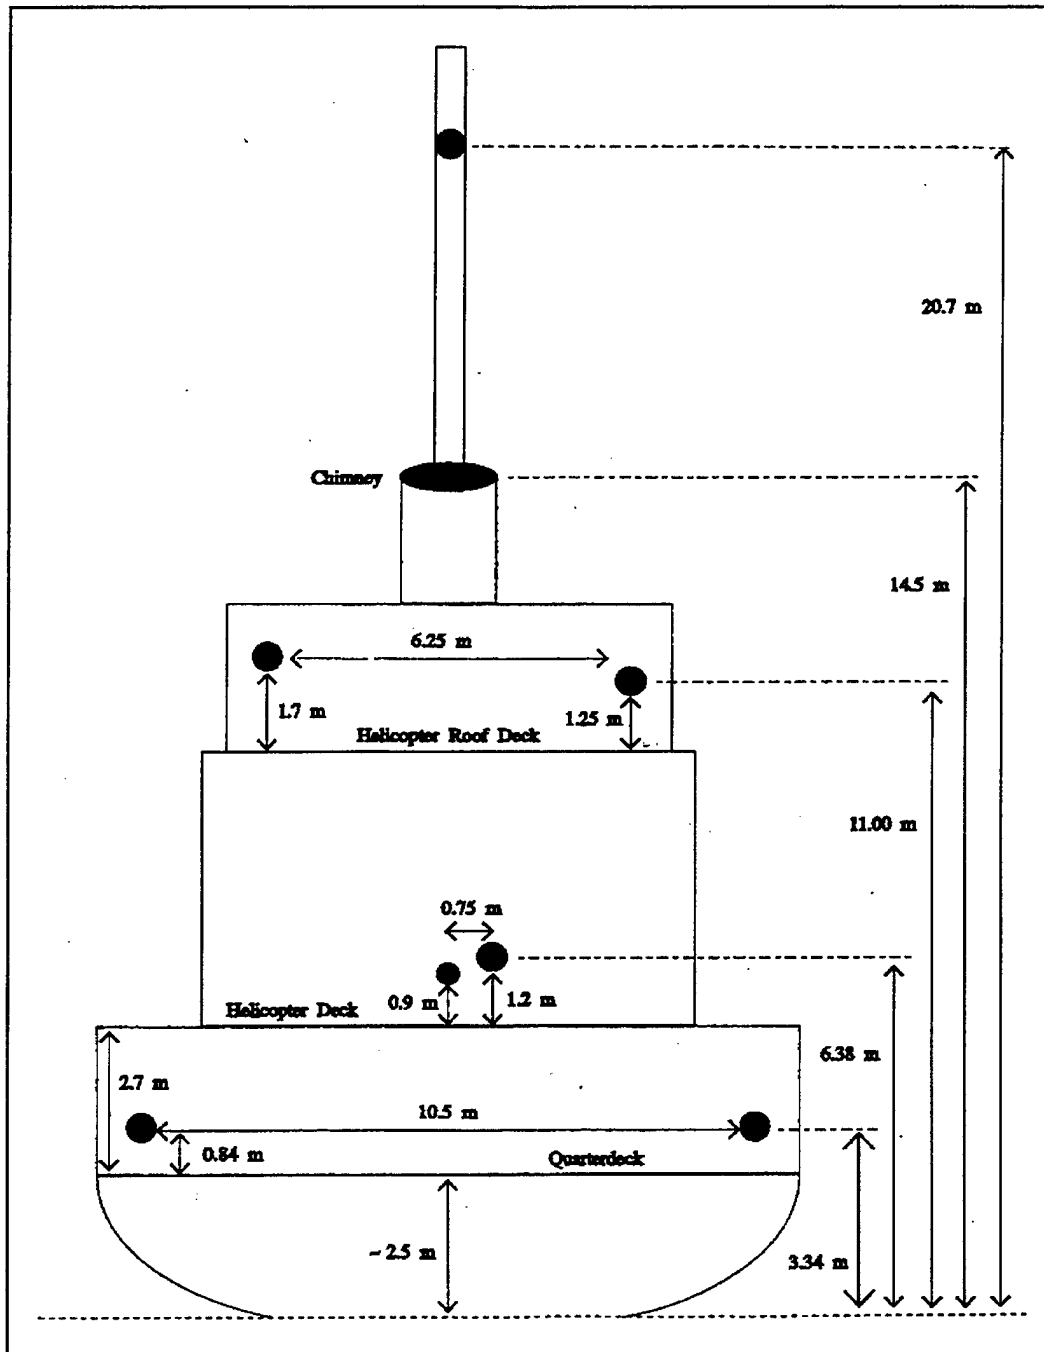 20.7 m
Chimney
14.5 m
6.25 m
1.7 m
1.25 m
Helicopter Roof Deck
11.00 m
0.75 m
0.9 m
1.2 m
Helicopter Deck
6.38 m
2.7 m
10.5 m
0.84 m
Quarterdeck
~ 2.5 m
3.34 m